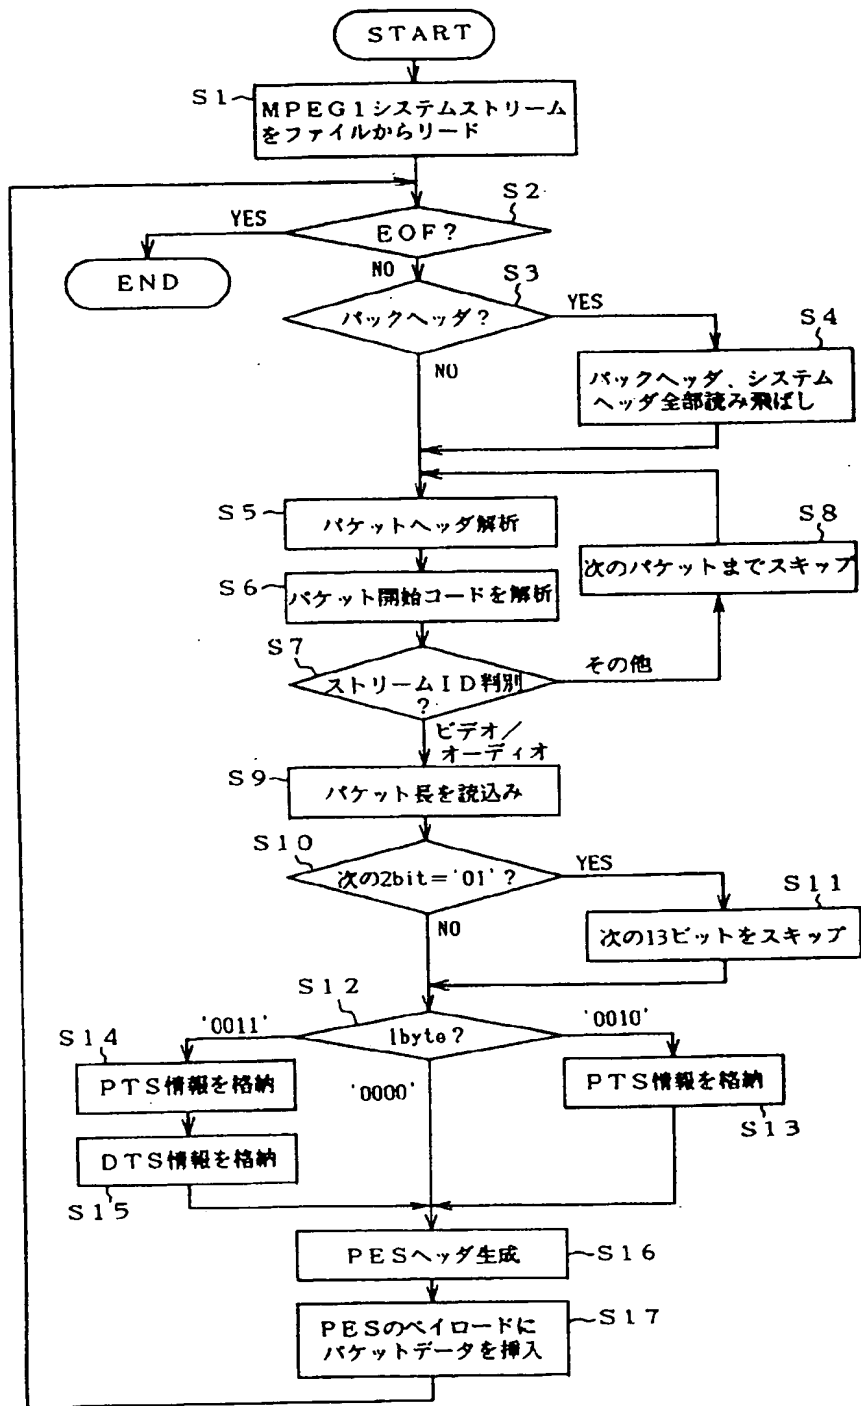 START
S1
MPEG1システムストリーム
をファイルからリード
S2
YES
EOF?
END
NO
S3
パックヘッダ?
YES
S4
NO
パックヘッダ、システム
ヘッダ全部読み飛ばし
S5
パケットヘッダ解析
S8
次のパケットまでスキップ
S6
パケット開始コードを解析
S7
ストリームID判別
?
その他
ビデオ/
オーディオ
S9
パケット長を読込み
S10
次の2bit='01'?
YES
S11
NO
次の13ビットをスキップ
S12
'0011'
1byte?
'0010'
S14
PTS情報を格納
'0000'
PTS情報を格納
S13
DTS情報を格納
S15
PESヘッダ生成
S16
PESのペイロードに
パケットデータを挿入
S17